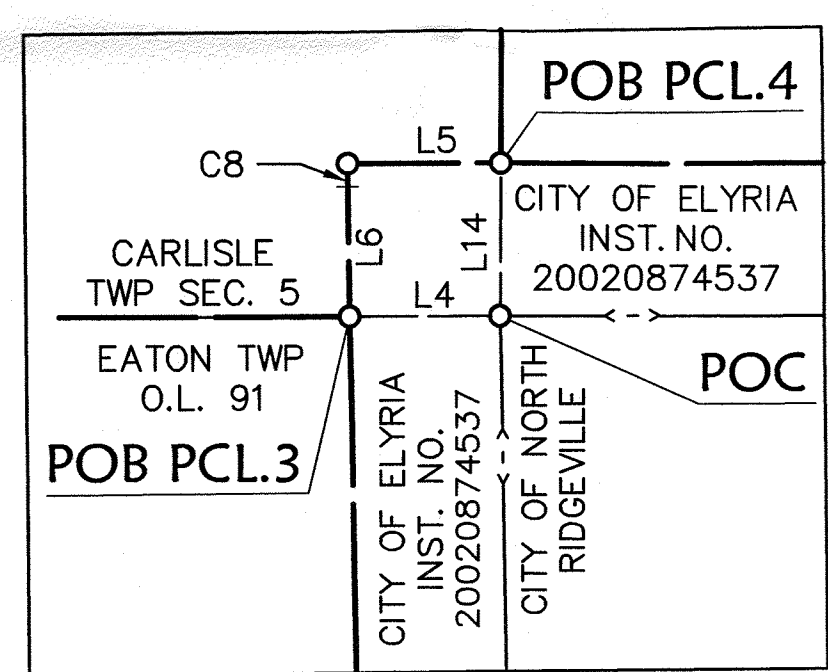 POB PCL.4
L5
C8
CITY OF ELYRIA
INST. NO.
20020874537
CARLISLE
TWP SEC. 5
L6
L14
L4
EATON TWP
O.L. 91
POC
POB PCL.3
CITY OF ELYRIA
INST. NO.
20020874537
CITY OF NORTH
RIDGEVILLE